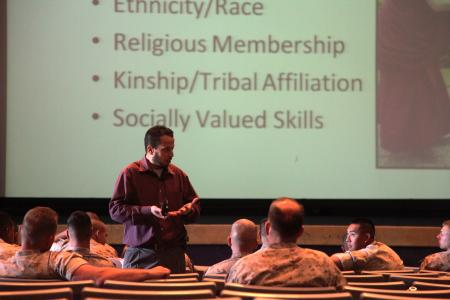 • Ethnicity/Race
• Religious Membership
• Kinship/Tribal Affiliation
• Socially Valued Skills